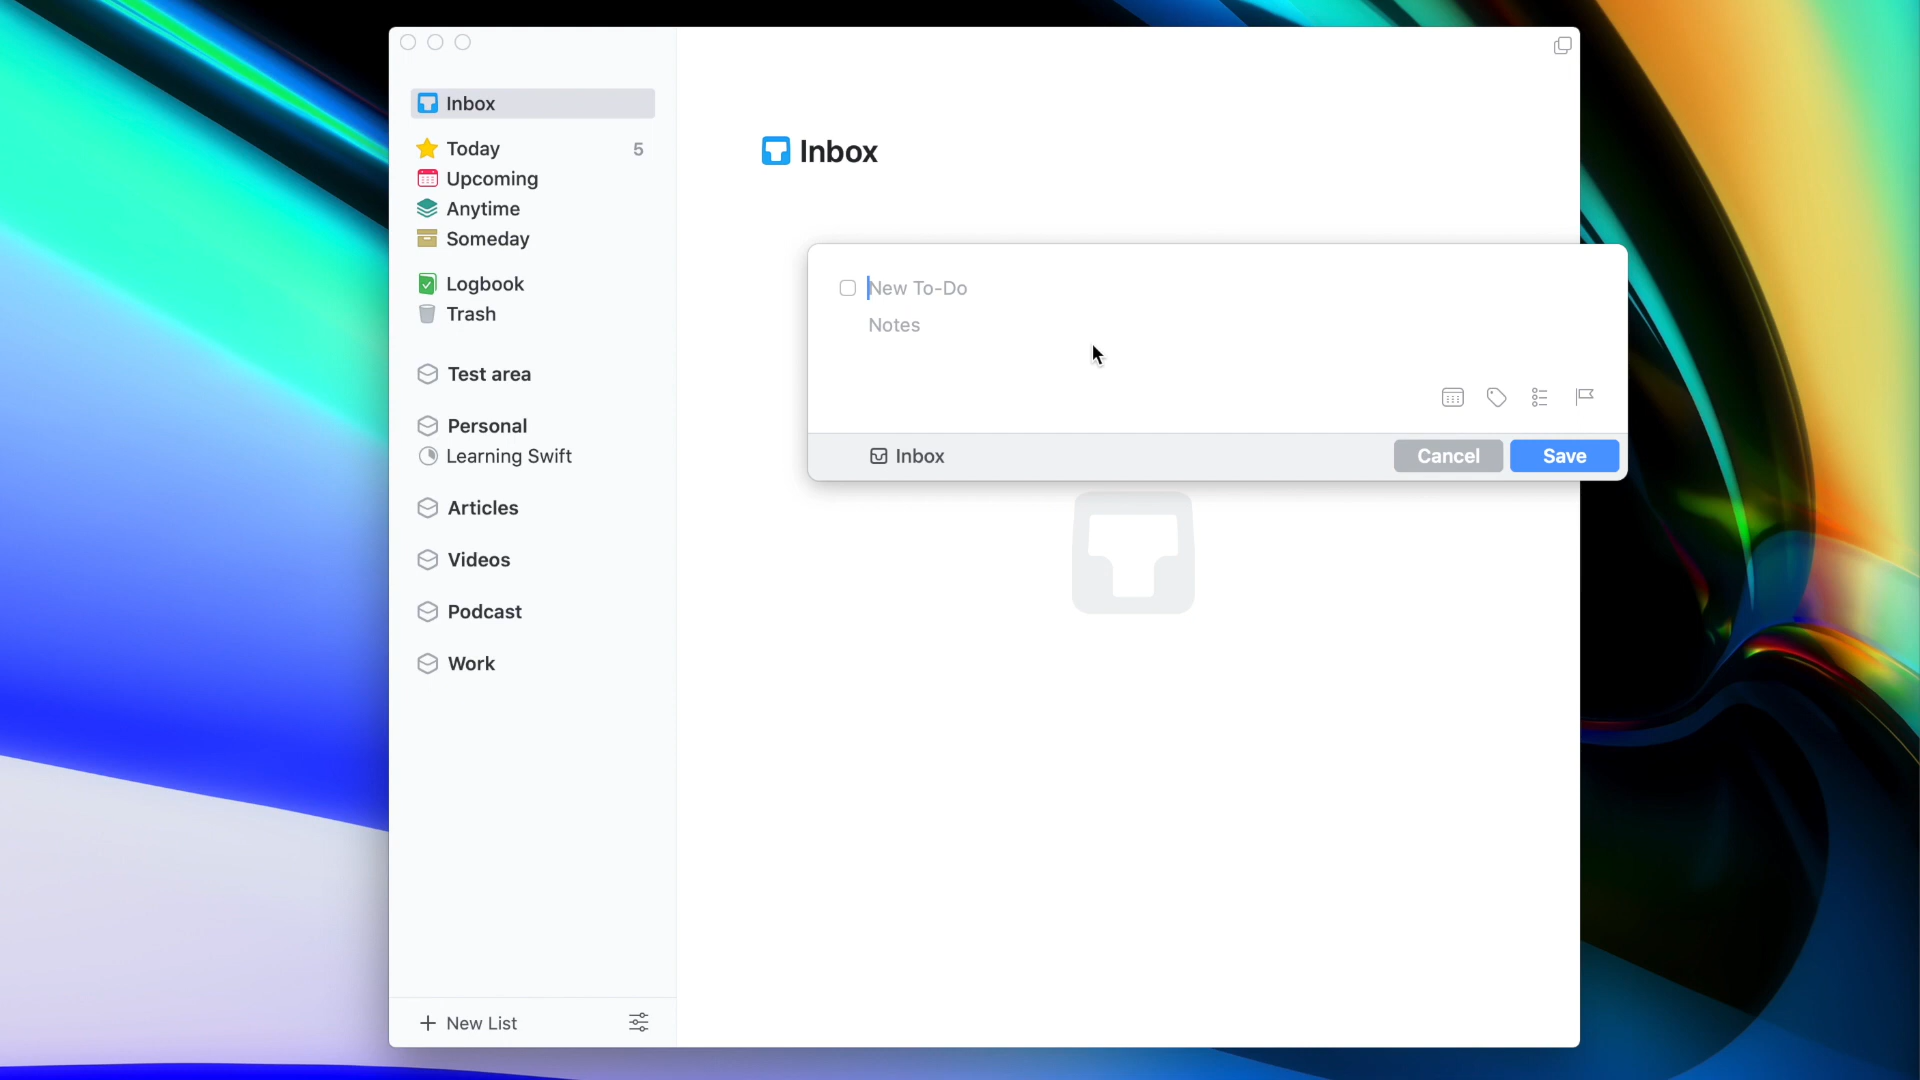 Inbox
Today 5
Upcoming
Anytime
Someday
Logbook
Trash
Test area
Personal
Learning Swift
Articles
Videos
Podcast
Work
New List
Inbox
New To-Do
Notes
Inbox
Cancel
Save